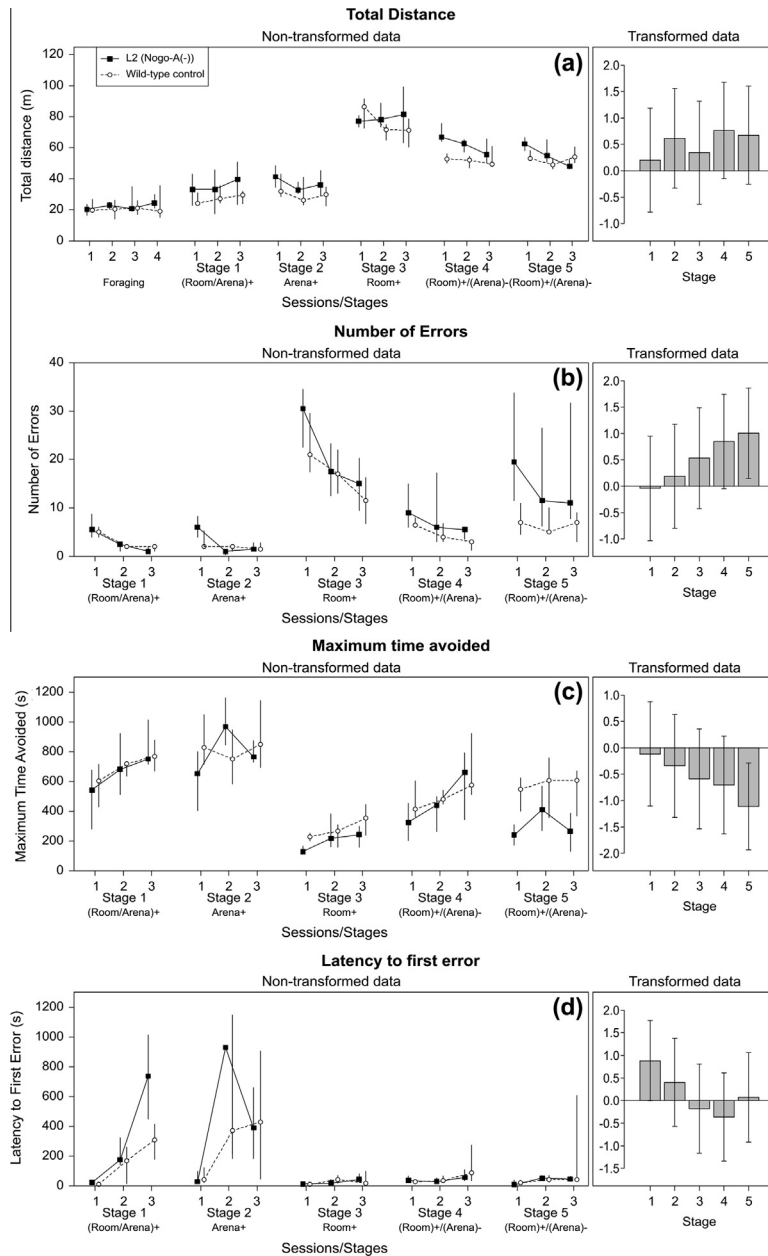 Total Distance
Non-transformed data
Transformed data
L2 (Nogo-A(-))
Wild-type control
(a)
Total distance (m)
120
100
80
60
40
20
0
1 2 3 4 1 2 3 1 2 3 1 2 3 1 2 3 1 2 3
Foraging
Stage 1
(Room/Arena)+
Stage 2
Arena+
Stage 3
Room+
Stage 4
(Room)+/(Arena)-
Stage 5
(Room)+/(Arena)-
Sessions/Stages
2.0
1.5
1.0
0.5
0.0
-0.5
-1.0
1 2 3 4 5
Stage
Number of Errors
Non-transformed data
Transformed data
(b)
Number of Errors
40
30
20
10
0
1 2 3 1 2 3 1 2 3 1 2 3 1 2 3
Stage 1
(Room/Arena)+
Stage 2
Arena+
Stage 3
Room+
Stage 4
(Room)+/(Arena)-
Stage 5
(Room)+/(Arena)-
Sessions/Stages
2.0
1.5
1.0
0.5
0.0
-0.5
-1.0
1 2 3 4 5
Stage
Maximum time avoided
Non-transformed data
Transformed data
(c)
Maximum Time Avoided (s)
1200
1000
800
600
400
200
0
1 2 3 1 2 3 1 2 3 1 2 3 1 2 3
Stage 1
(Room/Arena)+
Stage 2
Arena+
Stage 3
Room+
Stage 4
(Room)+/(Arena)-
Stage 5
(Room)+/(Arena)-
Sessions/Stages
1.0
0.5
0.0
-0.5
-1.0
-1.5
-2.0
1 2 3 4 5
Stage
Latency to first error
Non-transformed data
Transformed data
(d)
Latency to First Error (s)
1200
1000
800
600
400
200
0
1 2 3 1 2 3 1 2 3 1 2 3 1 2 3
Stage 1
(Room/Arena)+
Stage 2
Arena+
Stage 3
Room+
Stage 4
(Room)+/(Arena)-
Stage 5
(Room)+/(Arena)-
Sessions/Stages
2.0
1.5
1.0
0.5
0.0
-0.5
-1.0
-1.5
1 2 3 4 5
Stage